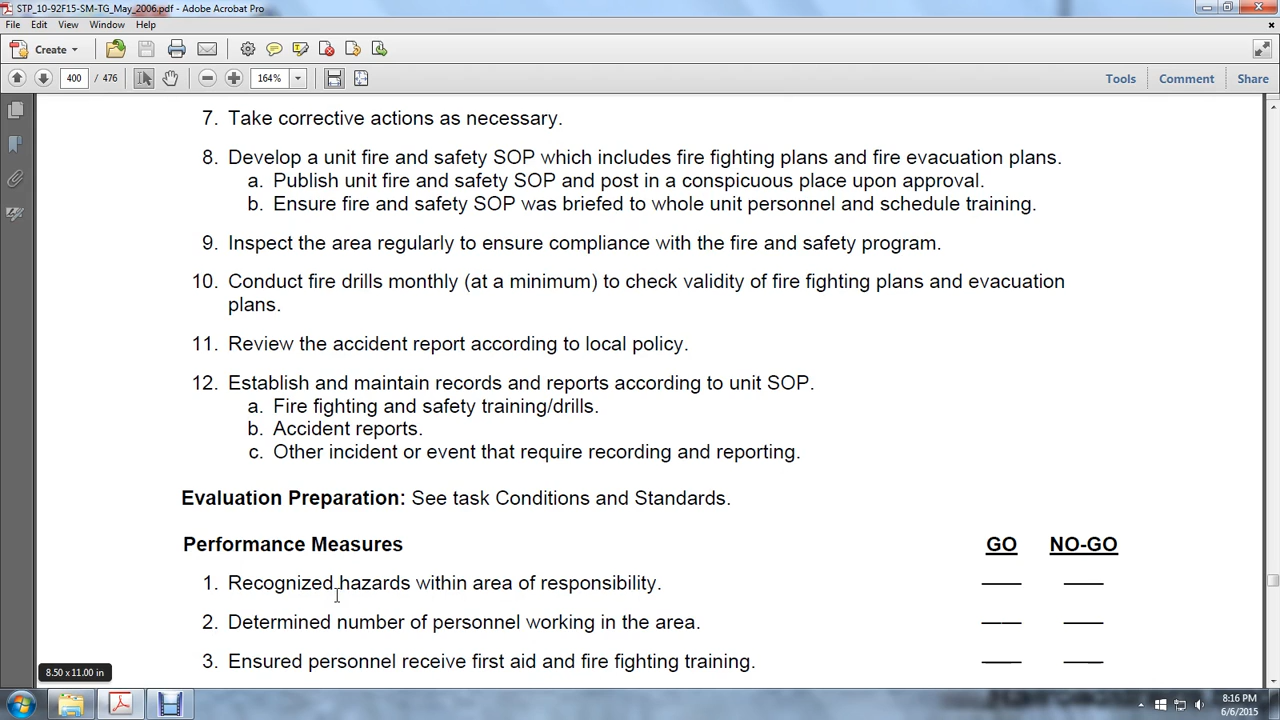 STP_10-92F15-SM-TG_May_2006.pdf - Adobe Acrobat Pro
File Edit View Window Help
Create
400 / 476 164% Tools Comment Share
7. Take corrective actions as necessary.
8. Develop a unit fire and safety SOP which includes fire fighting plans and fire evacuation plans.
a. Publish unit fire and safety SOP and post in a conspicuous place upon approval.
b. Ensure fire and safety SOP was briefed to whole unit personnel and schedule training.
9. Inspect the area regularly to ensure compliance with the fire and safety program.
10. Conduct fire drills monthly (at a minimum) to check validity of fire fighting plans and evacuation
plans.
11. Review the accident report according to local policy.
12. Establish and maintain records and reports according to unit SOP.
a. Fire fighting and safety training/drills.
b. Accident reports.
c. Other incident or event that require recording and reporting.
Evaluation Preparation: See task Conditions and Standards.
Performance Measures GO NO-GO
1. Recognized hazards within area of responsibility.
2. Determined number of personnel working in the area.
3. Ensured personnel receive first aid and fire fighting training.
8.50 x 11.00 in
8:16 PM
6/6/2015